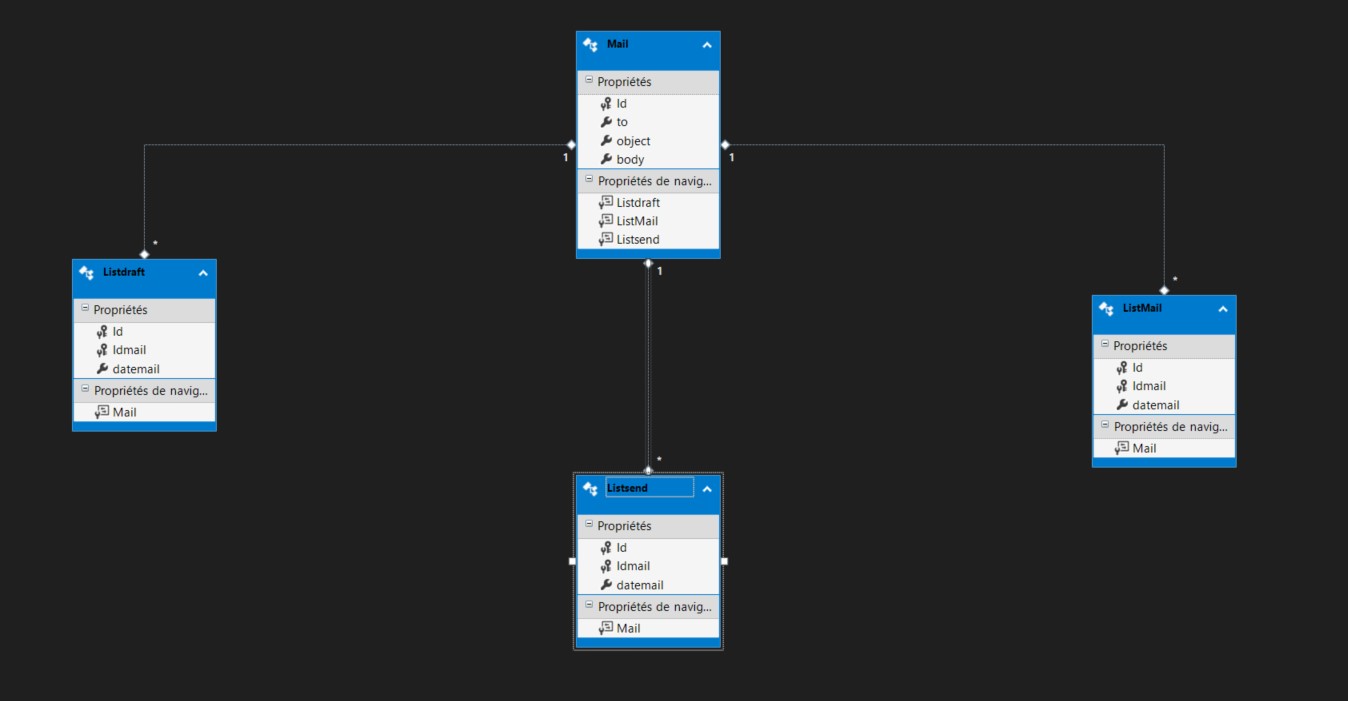 Mail
Propriétés
Id
to
object
body
Propriétés de navig...
Listdraft
ListMail
Listsend
1
1
1
*
Listdraft
Propriétés
Id
Idmail
datemail
Propriétés de navig...
Mail
*
ListMail
Propriétés
Id
Idmail
datemail
Propriétés de navig...
Mail
*
Listsend
Propriétés
Id
Idmail
datemail
Propriétés de navig...
Mail